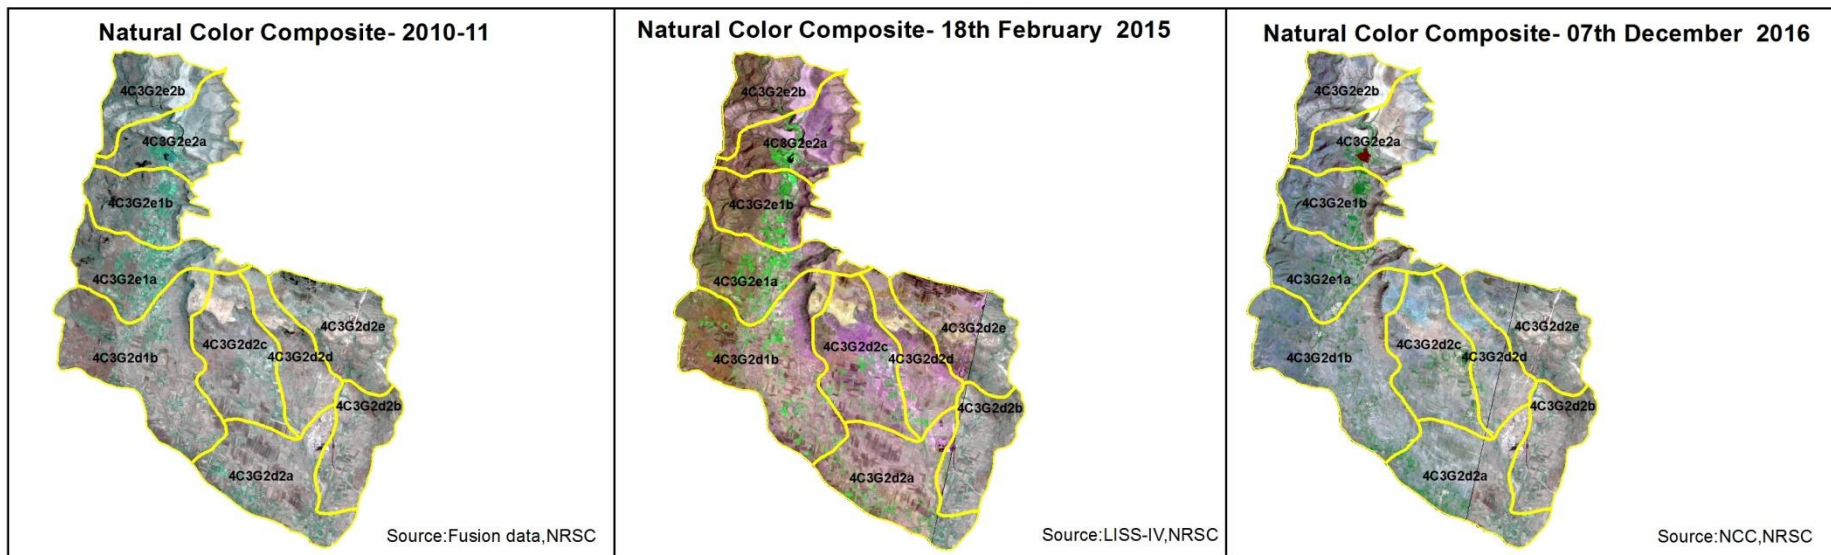 Natural Color Composite- 2010-11
4C3G2e2b
4C3G2e2a
4C3G2e1b
4C3G2e1a
4C3G2d2e
4C3G2d2c
4C3G2d1b
4C3G2d2d
4C3G2d2b
4C3G2d2a
Source:Fusion data,NRSC
Natural Color Composite- 18th February 2015
4C3G2e2b
4C3G2e2a
4C3G2e1b
4C3G2e1a
4C3G2d2e
4C3G2d2c
4C3G2d1b
4C3G2d2d
4C3G2d2b
4C3G2d2a
Source:LISS-IV,NRSC
Natural Color Composite- 07th December 2016
4C3G2e2b
4C3G2e2a
4C3G2e1b
4C3G2e1a
4C3G2d2e
4C3G2d2c
4C3G2d1b
4C3G2d2d
4C3G2d2b
4C3G2d2a
Source:NCC,NRSC